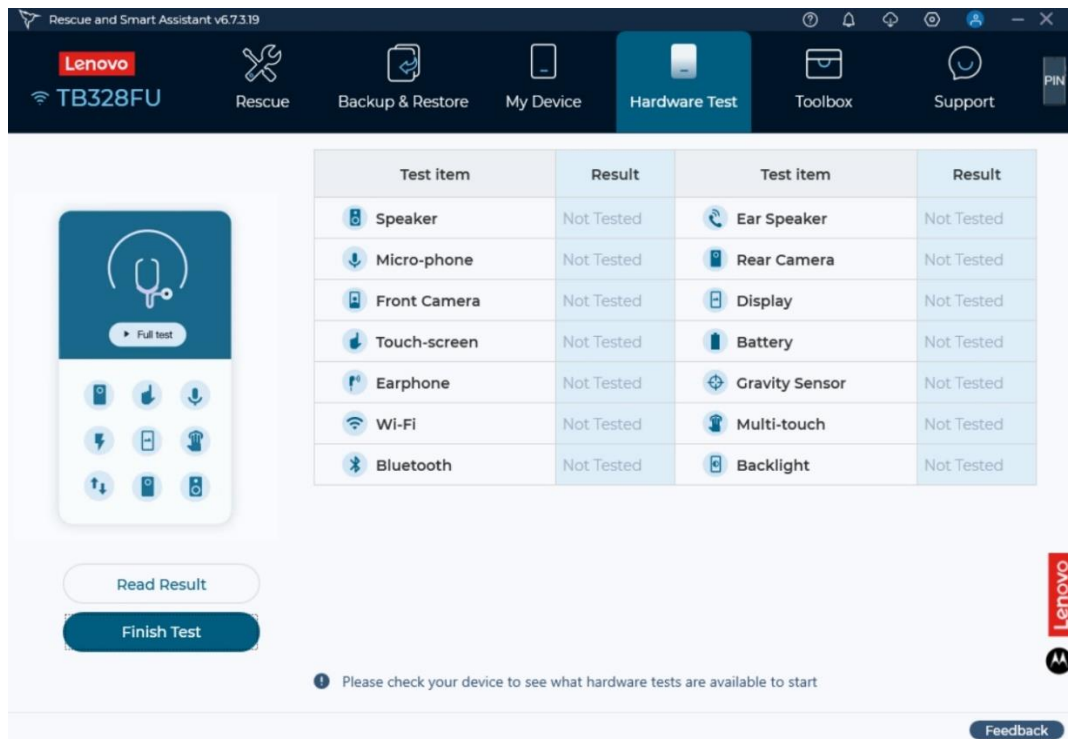 Rescue and Smart Assistant v6.7.3.19
Lenovo
TB328FU
Rescue
Backup & Restore
My Device
Hardware Test
Toolbox
Support
PIN
Test item Result Test item Result
Speaker Not Tested Ear Speaker Not Tested
Micro-phone Not Tested Rear Camera Not Tested
Front Camera Not Tested Display Not Tested
Touch-screen Not Tested Battery Not Tested
Earphone Not Tested Gravity Sensor Not Tested
Wi-Fi Not Tested Multi-touch Not Tested
Bluetooth Not Tested Backlight Not Tested
Full test
Read Result
Finish Test
Lenovo
Please check your device to see what hardware tests are available to start
Feedback